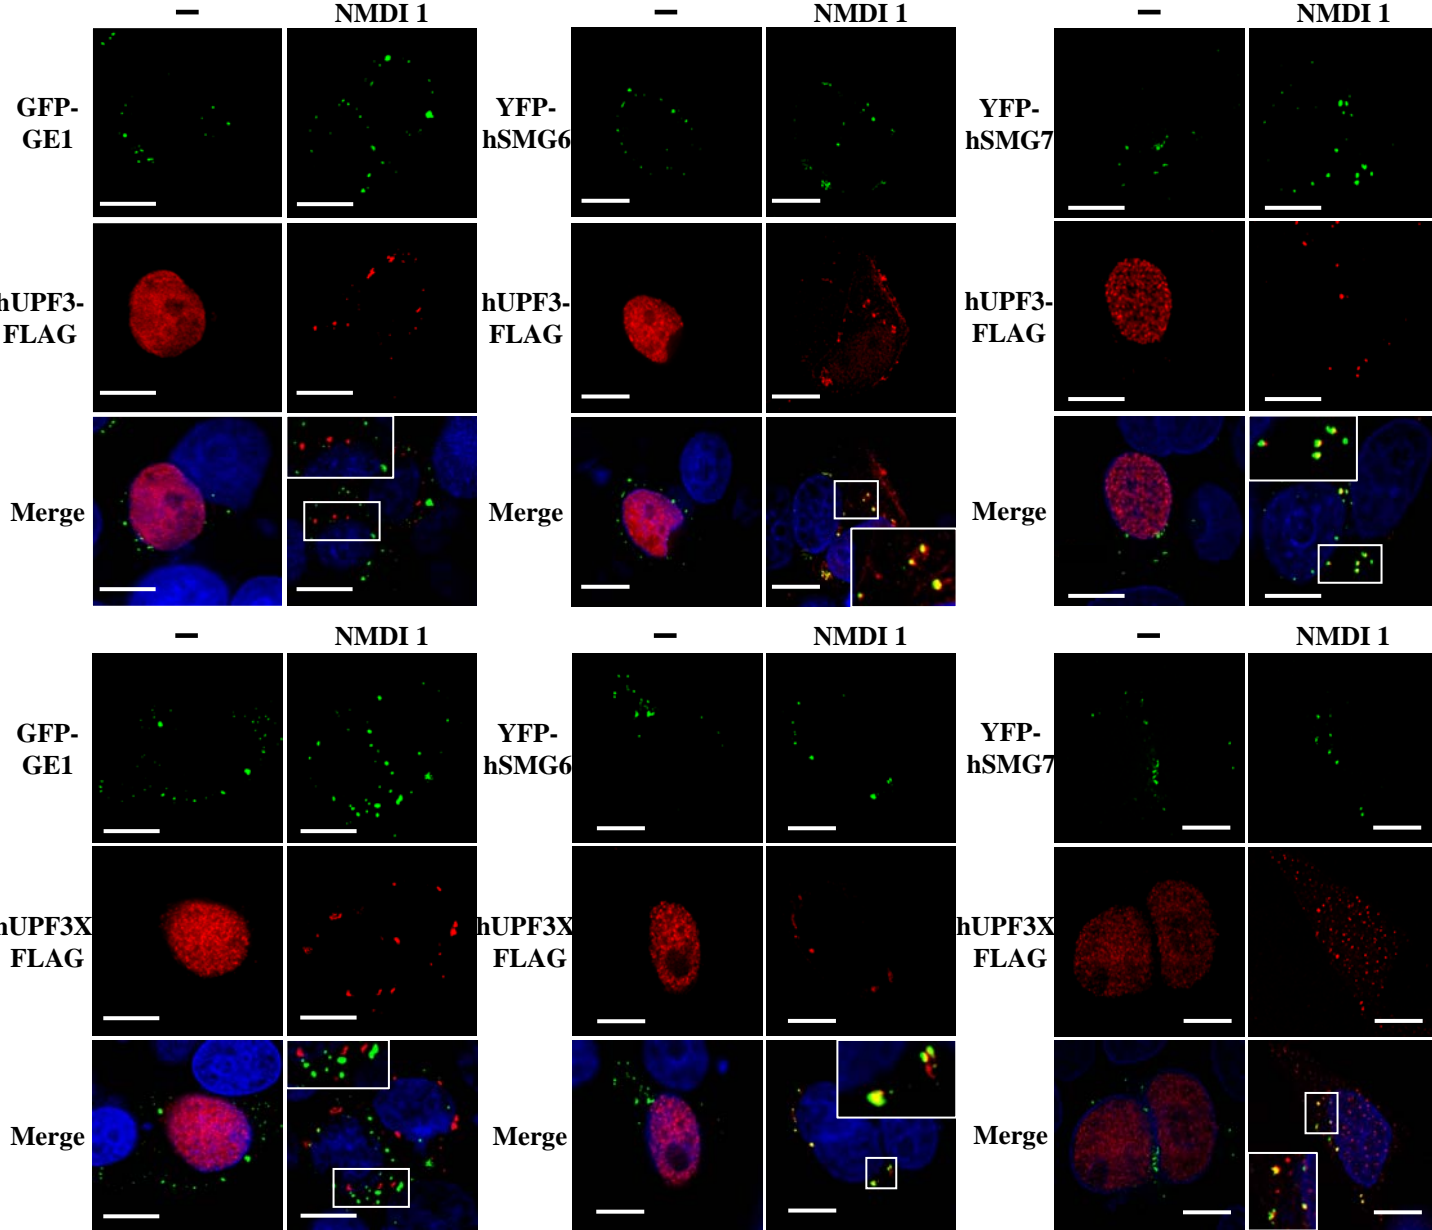 — NMDI 1 — NMDI 1 — NMDI 1
GFP-
GE1
YFP-
hSMG6
YFP-
hSMG7
hUPF3-
FLAG
hUPF3-
FLAG
hUPF3-
FLAG
Merge
Merge
Merge
— NMDI 1 — NMDI 1 — NMDI 1
GFP-
GE1
YFP-
hSMG6
YFP-
hSMG7
hUPF3X
FLAG
hUPF3X
FLAG
hUPF3X
FLAG
Merge
Merge
Merge